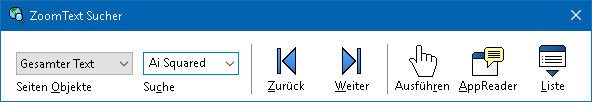 ZoomText Sucher
Gesamter Text Ai Squared
Seiten Objekte Suche Zurück Weiter Ausführen AppReader Liste